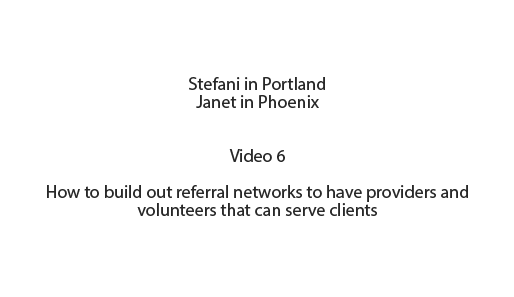 Stefani in Portland
Janet in Phoenix
Video 6
How to build out referral networks to have providers and
volunteers that can serve clients